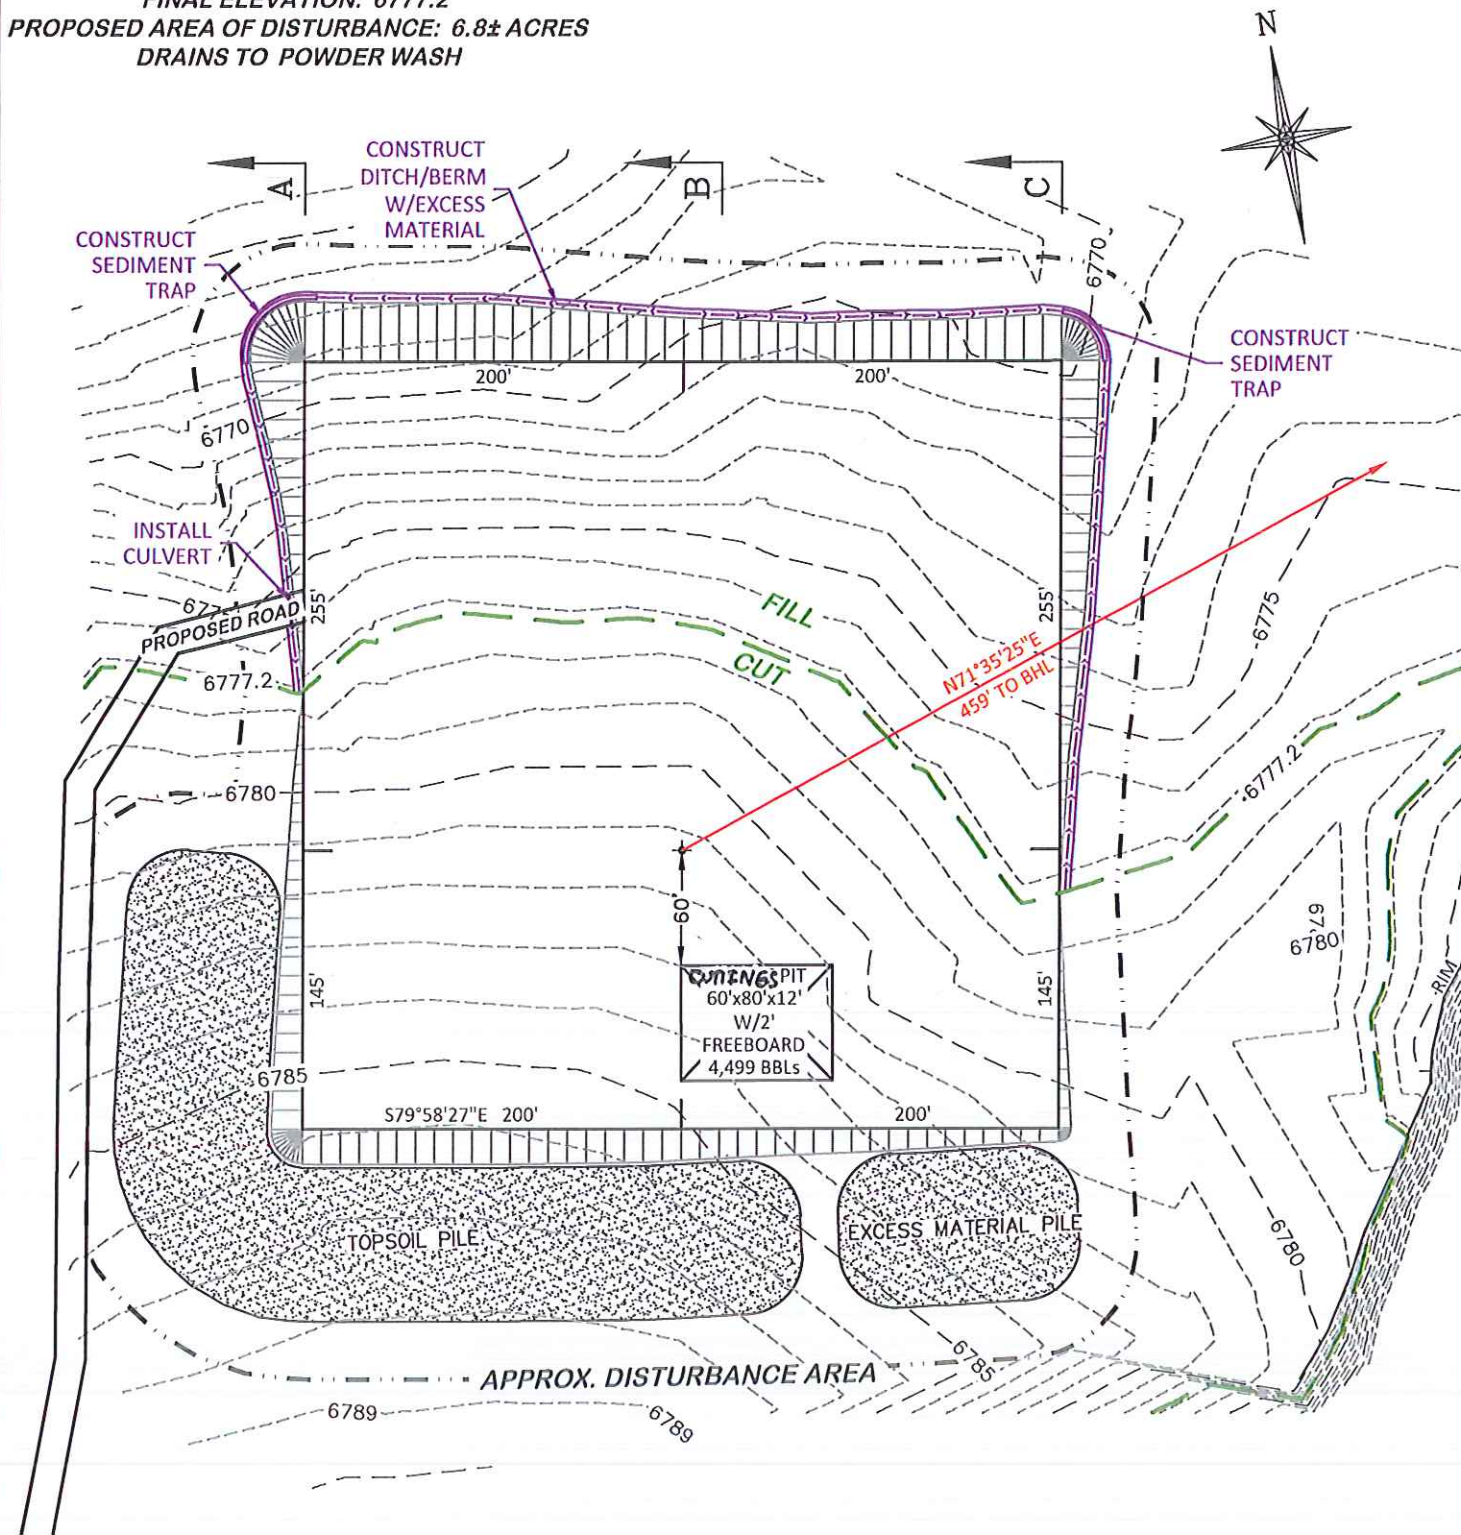 FINAL ELEVATION: 6777.2
PROPOSED AREA OF DISTURBANCE: 6.8± ACRES
DRAINS TO POWDER WASH
N
CONSTRUCT
DITCH/BERM
W/EXCESS
MATERIAL
A
B
C
CONSTRUCT
SEDIMENT
TRAP
6770
CONSTRUCT
SEDIMENT
TRAP
200'
200'
6770
INSTALL
CULVERT
PROPOSED ROAD
255'
255'
FILL
CUT
6775
N71°35'25"E
459' TO BHL
6777.2
6777.2
6780
60'
6780
CUTTINGS PIT
60'x80'x12'
W/2'
FREEBOARD
4,499 BBLs
145'
145'
RIM
6785
S79°58'27"E 200'
200'
TOPSOIL PILE
EXCESS MATERIAL PILE
6780
6785
APPROX. DISTURBANCE AREA
6789
6789